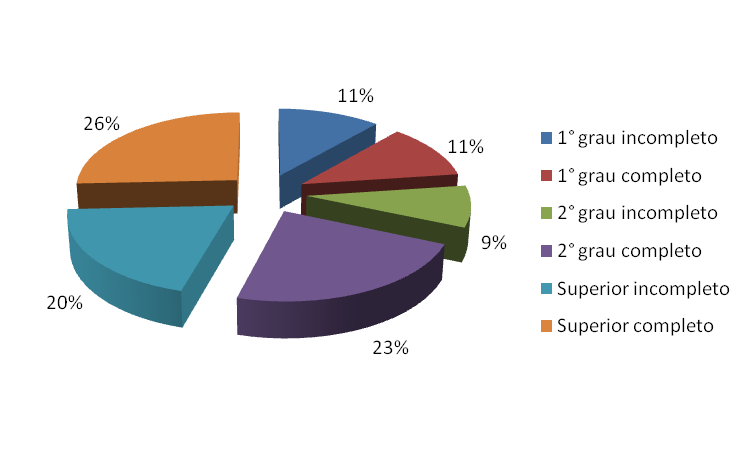 11%
11%
9%
23%
20%
26%
1° grau incompleto
1° grau completo
2° grau incompleto
2° grau completo
Superior incompleto
Superior completo